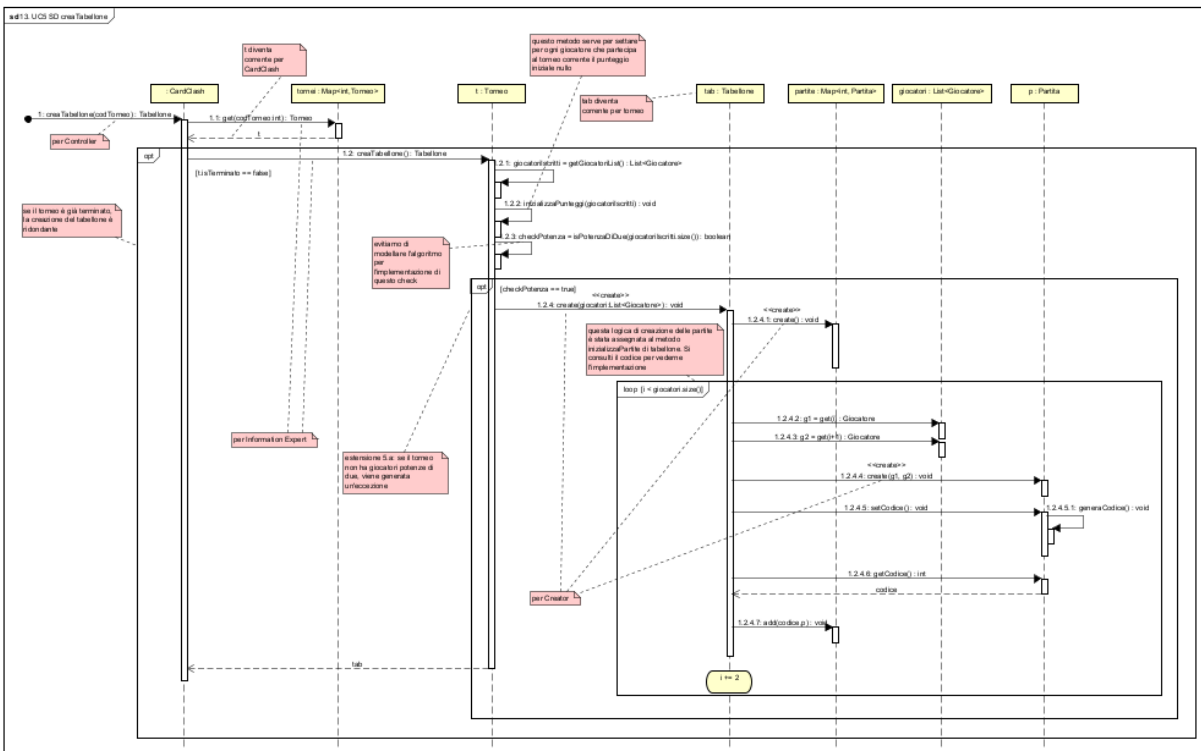 sd 13. UC5 SD creaTabellone
t diventa
corrente per
CardClash
questo metodo serve per settare
per ogni giocatore che partecipa
al torneo corrente il punteggio
iniziale nullo
tab diventa
corrente per torneo
: CardClash
tornei : Map<int,Torneo>
t : Torneo
tab : Tabellone
partite : Map<int, Partita>
giocatori : List<Giocatore>
p : Partita
1: creaTabellone(codTorneo) : Tabellone
1.1: get(codTorneo:int) : Torneo
t
per Controller
opt
[t.isTerminato == false]
1.2: creaTabellone() : Tabellone
1.2.1: giocatoriIscritti = getGiocatoriList() : List<Giocatore>
1.2.2: inizializzaPunteggi(giocatoriIscritti) : void
1.2.3: checkPotenza = isPotenzaDiDue(giocatoriIscritti.size()) : boolean
se il torneo è già terminato,
la creazione del tabellone è
ridondante
evitiamo di
modellare l'algoritmo
per
l'implementazione di
questo check
opt
[checkPotenza == true]
<<create>>
1.2.4: create(giocatori:List<Giocatore>) : void
<<create>>
1.2.4.1: create() : void
questa logica di creazione delle partite
è stata assegnata al metodo
inizializzaPartite di tabellone. Si
consulti il codice per vederne
l'implementazione
loop [i < giocatori.size()]
1.2.4.2: g1 = get(i) : Giocatore
1.2.4.3: g2 = get(i+1) : Giocatore
per Information Expert
estensione 5.a: se il torneo
non ha giocatori potenze di
due, viene generata
un'eccezione
<<create>>
1.2.4.4: create(g1, g2) : void
1.2.4.5: setCodice() : void
1.2.4.5.1: generaCodice() : void
1.2.4.6: getCodice() : int
codice
per Creator
1.2.4.7: add(codice,p) : void
tab
i += 2